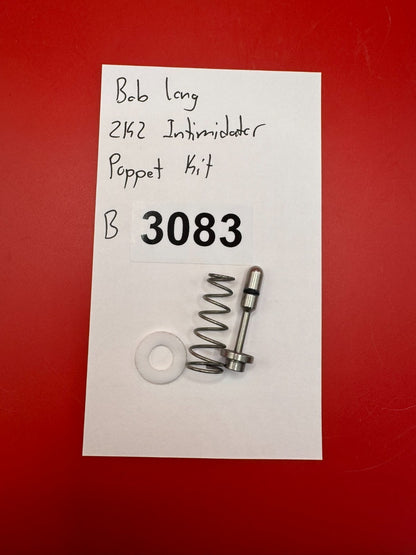 Bob long
2K2 Intimidator
Poppet Kit
B 3083